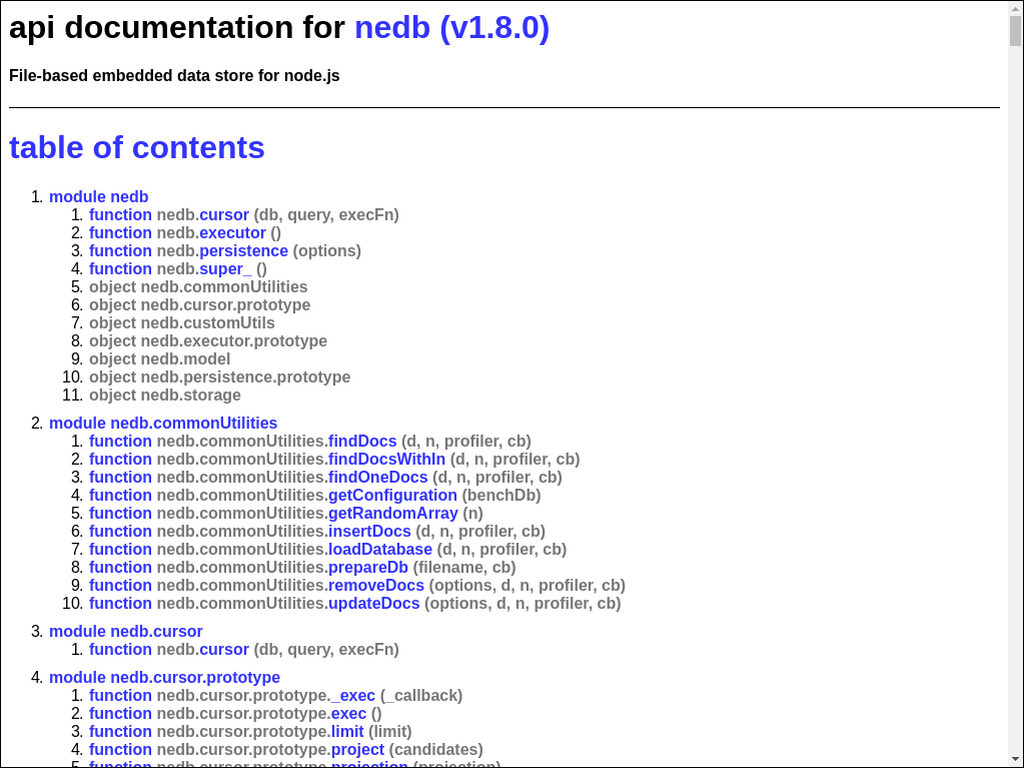 api documentation for nedb (v1.8.0)
File-based embedded data store for node.js
table of contents
1. module nedb
1. function nedb.cursor (db, query, execFn)
2. function nedb.executor ()
3. function nedb.persistence (options)
4. function nedb.super_ ()
5. object nedb.commonUtilities
6. object nedb.cursor.prototype
7. object nedb.customUtils
8. object nedb.executor.prototype
9. object nedb.model
10. object nedb.persistence.prototype
11. object nedb.storage
2. module nedb.commonUtilities
1. function nedb.commonUtilities.findDocs (d, n, profiler, cb)
2. function nedb.commonUtilities.findDocsWithIn (d, n, profiler, cb)
3. function nedb.commonUtilities.findOneDocs (d, n, profiler, cb)
4. function nedb.commonUtilities.getConfiguration (benchDb)
5. function nedb.commonUtilities.getRandomArray (n)
6. function nedb.commonUtilities.insertDocs (d, n, profiler, cb)
7. function nedb.commonUtilities.loadDatabase (d, n, profiler, cb)
8. function nedb.commonUtilities.prepareDb (filename, cb)
9. function nedb.commonUtilities.removeDocs (options, d, n, profiler, cb)
10. function nedb.commonUtilities.updateDocs (options, d, n, profiler, cb)
3. module nedb.cursor
1. function nedb.cursor (db, query, execFn)
4. module nedb.cursor.prototype
1. function nedb.cursor.prototype._exec (_callback)
2. function nedb.cursor.prototype.exec ()
3. function nedb.cursor.prototype.limit (limit)
4. function nedb.cursor.prototype.project (candidates)
5. function nedb.cursor.prototype.projection (projection)